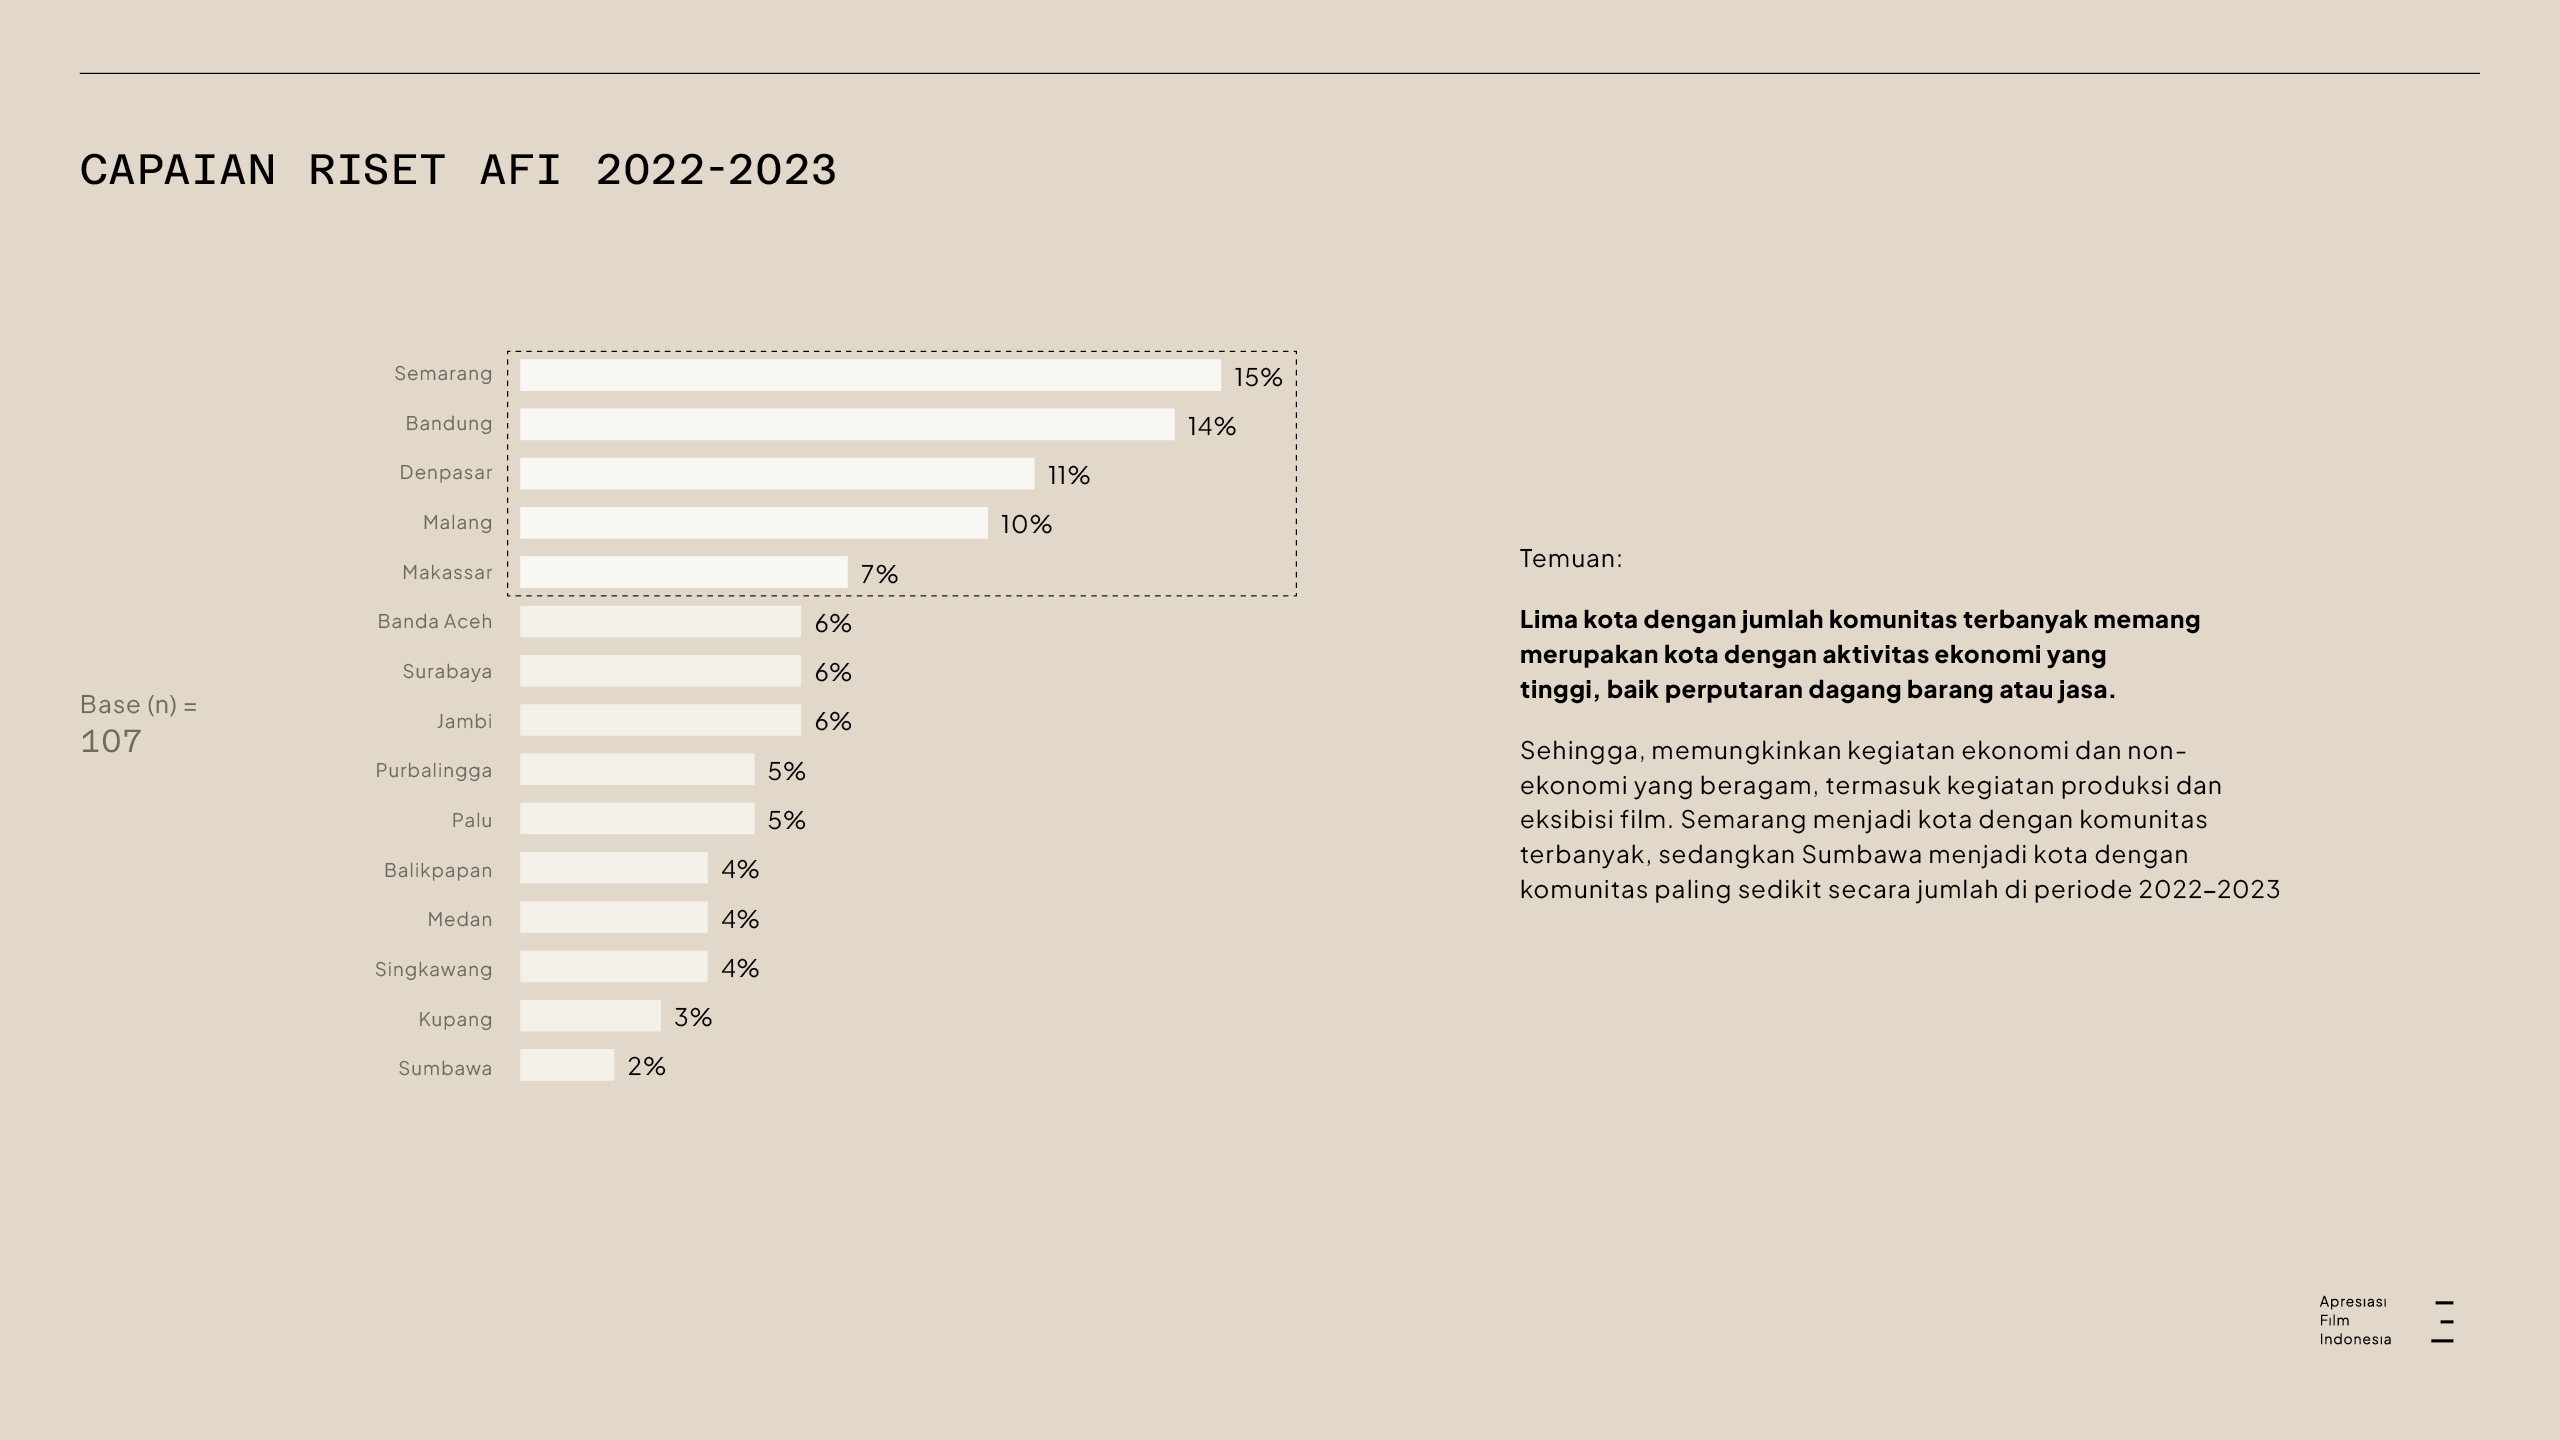 CAPAIAN RISET AFI 2022-2023
Base (n) =
107
Semarang 15%
Bandung 14%
Denpasar 11%
Malang 10%
Makassar 7%
Banda Aceh 6%
Surabaya 6%
Jambi 6%
Purbalingga 5%
Palu 5%
Balikpapan 4%
Medan 4%
Singkawang 4%
Kupang 3%
Sumbawa 2%
Temuan:
Lima kota dengan jumlah komunitas terbanyak memang
merupakan kota dengan aktivitas ekonomi yang
tinggi, baik perputaran dagang barang atau jasa.
Sehingga, memungkinkan kegiatan ekonomi dan non-
ekonomi yang beragam, termasuk kegiatan produksi dan
eksibisi film. Semarang menjadi kota dengan komunitas
terbanyak, sedangkan Sumbawa menjadi kota dengan
komunitas paling sedikit secara jumlah di periode 2022–2023
Apresiasi
Film
Indonesia